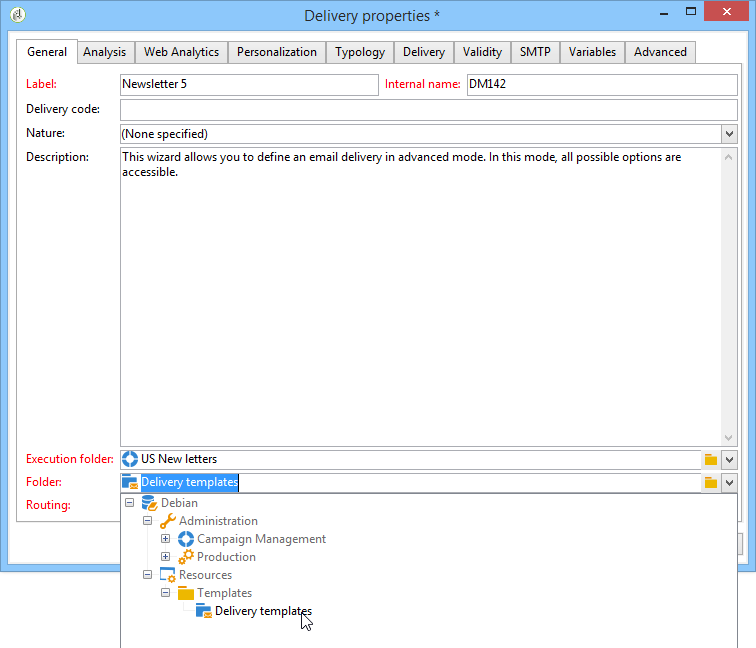 Delivery properties *
General Analysis Web Analytics Personalization Typology Delivery Validity SMTP Variables Advanced
Label: Newsletter 5 Internal name: DM142
Delivery code:
Nature: (None specified)
Description: This wizard allows you to define an email delivery in advanced mode. In this mode, all possible options are
accessible.
Execution folder: US New letters
Folder: Delivery templates
Routing:
Debian
Administration
Campaign Management
Production
Resources
Templates
Delivery templates